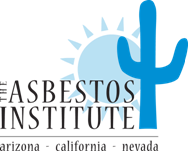 THE
ASBESTOS
INSTITUTE
arizona - california - nevada